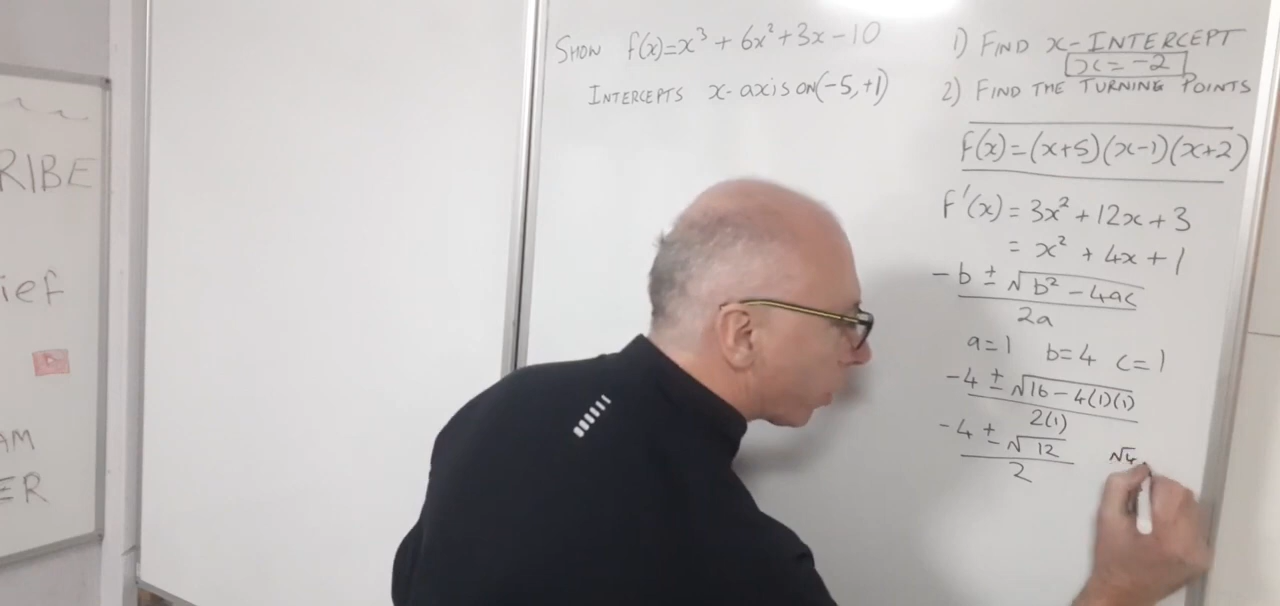 RIBE
ief
AM
ER
SHOW f(x)=x³ + 6x² + 3x - 10
INTERCEPTS x-axis on (-5, +1)
1) FIND x-INTERCEPT
x = -2
2) FIND THE TURNING POINTS
f(x) = (x+5)(x-1)(x+2)
f'(x) = 3x² + 12x + 3
= x² + 4x + 1
-b ± √b² - 4ac
2a
a=1 b=4 c=1
-4 ± √16 - 4(1)(1)
2(1)
-4 ± √12
2
√4